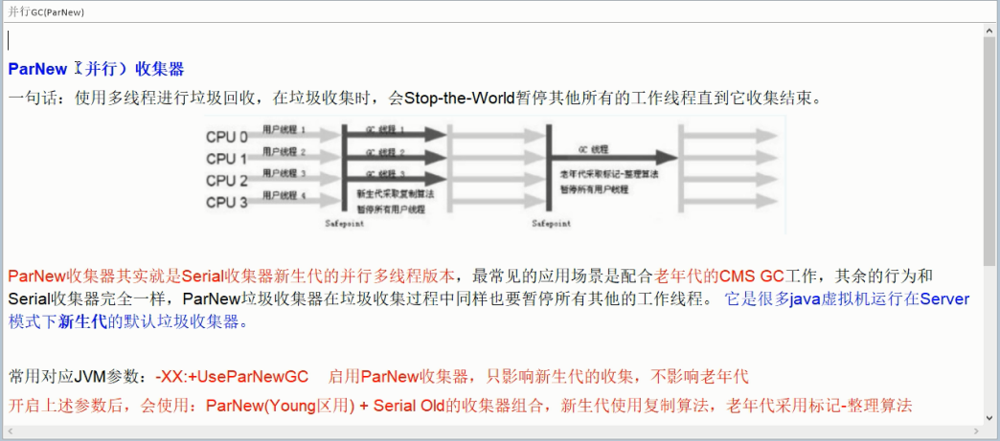 并行GC(ParNew)
ParNew（并行）收集器
一句话：使用多线程进行垃圾回收，在垃圾收集时，会Stop-the-World暂停其他所有的工作线程直到它收集结束。
CPU 0 用户线程 1 GC 线程 1
CPU 1 用户线程 2 GC 线程 2 GC 线程
CPU 2 用户线程 3 GC 线程 3 老年代采取标记-整理算法
CPU 3 用户线程 4 新生代采取复制算法 暂停所有用户线程
暂停所有用户线程
Safepoint Safepoint
ParNew收集器其实就是Serial收集器新生代的并行多线程版本，最常见的应用场景是配合老年代的CMS GC工作，其余的行为和
Serial收集器完全一样，ParNew垃圾收集器在垃圾收集过程中同样也要暂停所有其他的工作线程。它是很多java虚拟机运行在Server
模式下新生代的默认垃圾收集器。
常用对应JVM参数：-XX:+UseParNewGC 启用ParNew收集器，只影响新生代的收集，不影响老年代
开启上述参数后，会使用：ParNew(Young区用) + Serial Old的收集器组合，新生代使用复制算法，老年代采用标记-整理算法